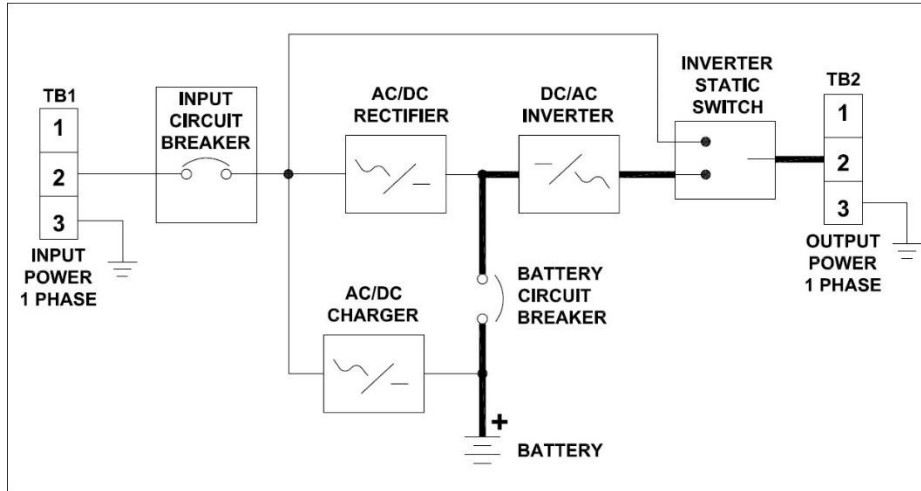 TB1
1
2
3
INPUT
POWER
1 PHASE
INPUT
CIRCUIT
BREAKER
AC/DC
RECTIFIER
DC/AC
INVERTER
INVERTER
STATIC
SWITCH
TB2
1
2
3
OUTPUT
POWER
1 PHASE
AC/DC
CHARGER
BATTERY
CIRCUIT
BREAKER
+
BATTERY